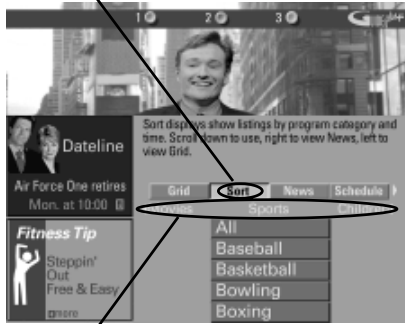 1 2 3
Sort displays show listings by program category and
time. Scroll down to use, right to view News, left to
view Grid.
Dateline
Air Force One retires
Mon. at 10:00
Grid Sort News Schedule
Movies Sports Children
All
Baseball
Basketball
Bowling
Boxing
Fitness Tip
Steppin'
Out
Free & Easy
more